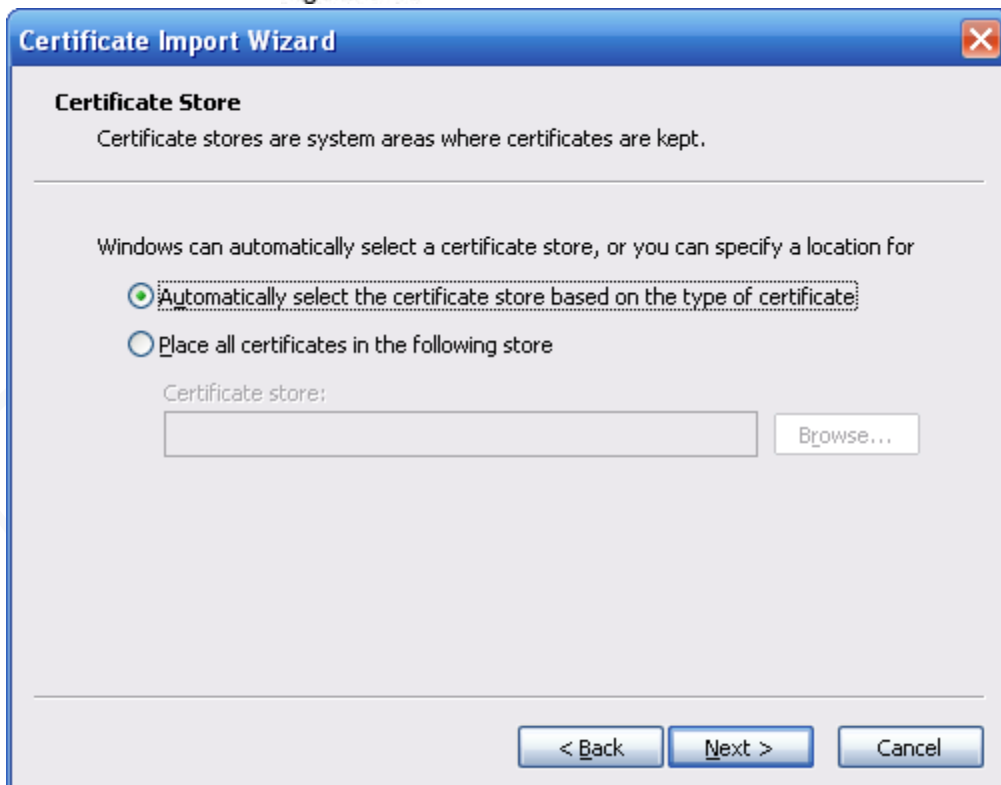 Certificate Import Wizard
Certificate Store
Certificate stores are system areas where certificates are kept.
Windows can automatically select a certificate store, or you can specify a location for
Automatically select the certificate store based on the type of certificate
Place all certificates in the following store
Certificate store:
Browse...
< Back Next > Cancel